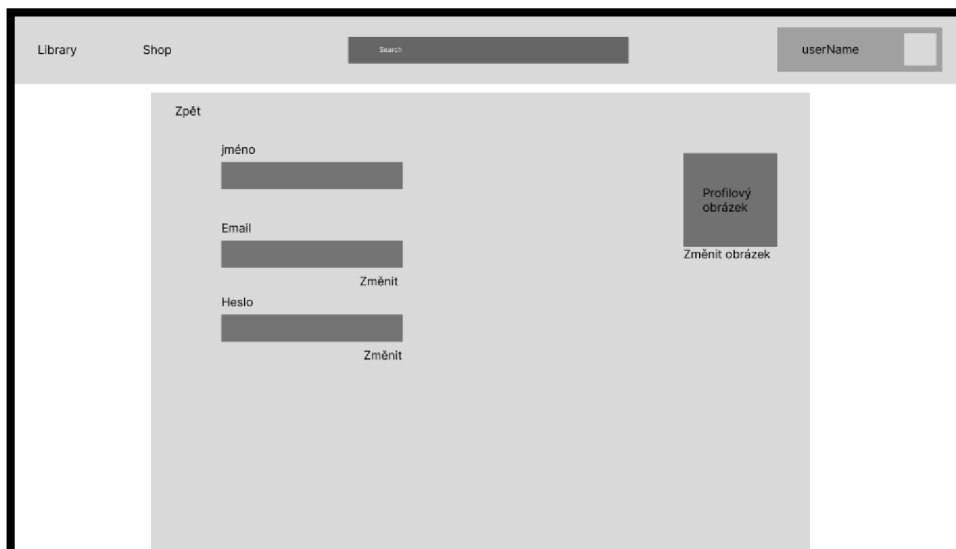 Library
Shop
Search
userName
Zpět
jméno
Profilový
obrázek
Email
Změnit obrázek
Změnit
Heslo
Změnit